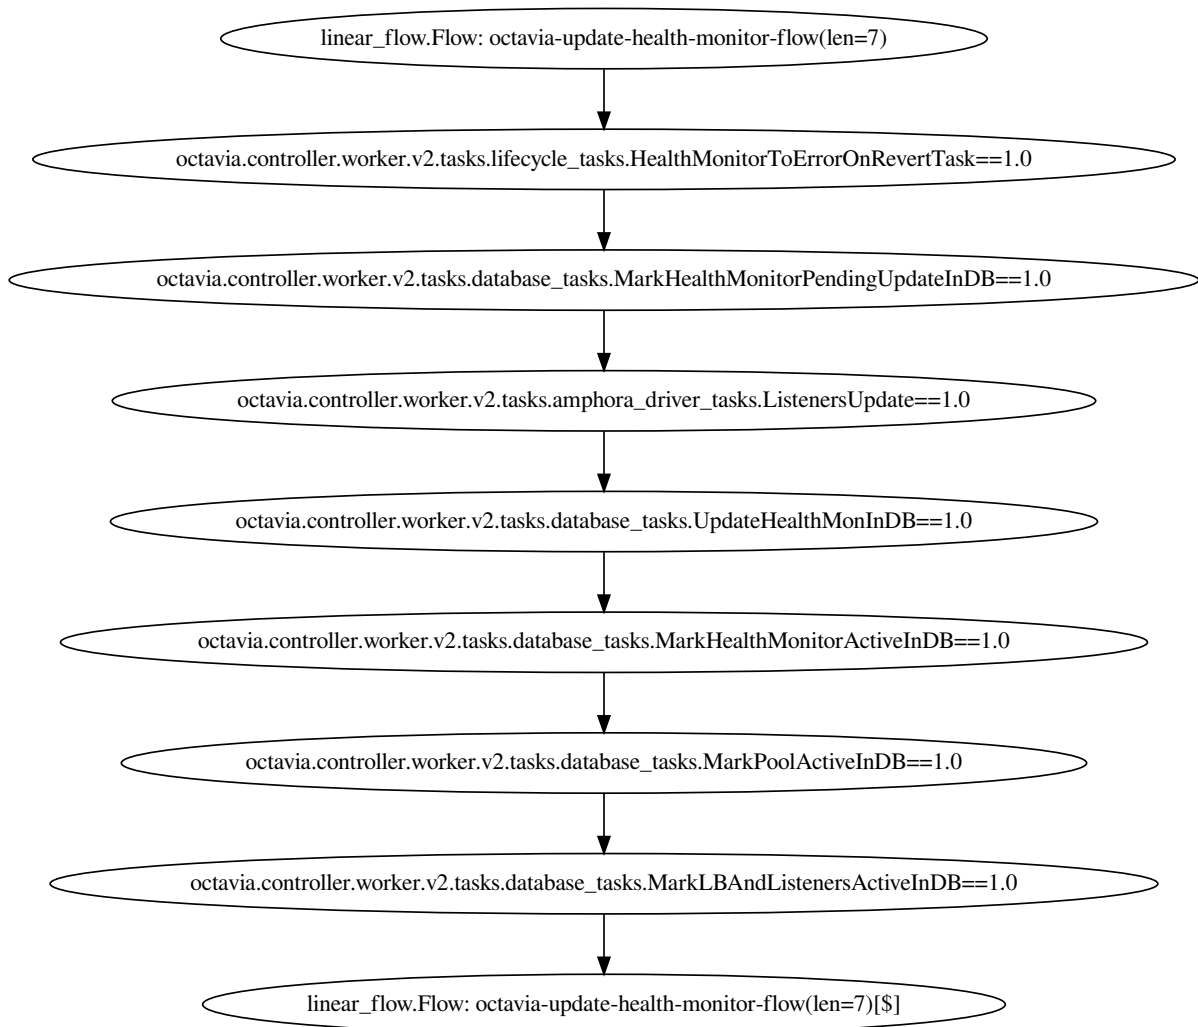 linear_flow.Flow: octavia-update-health-monitor-flow(len=7)
octavia.controller.worker.v2.tasks.lifecycle_tasks.HealthMonitorToErrorOnRevertTask==1.0
octavia.controller.worker.v2.tasks.database_tasks.MarkHealthMonitorPendingUpdateInDB==1.0
octavia.controller.worker.v2.tasks.amphora_driver_tasks.ListenersUpdate==1.0
octavia.controller.worker.v2.tasks.database_tasks.UpdateHealthMonInDB==1.0
octavia.controller.worker.v2.tasks.database_tasks.MarkHealthMonitorActiveInDB==1.0
octavia.controller.worker.v2.tasks.database_tasks.MarkPoolActiveInDB==1.0
octavia.controller.worker.v2.tasks.database_tasks.MarkLBAndListenersActiveInDB==1.0
linear_flow.Flow: octavia-update-health-monitor-flow(len=7)[$]